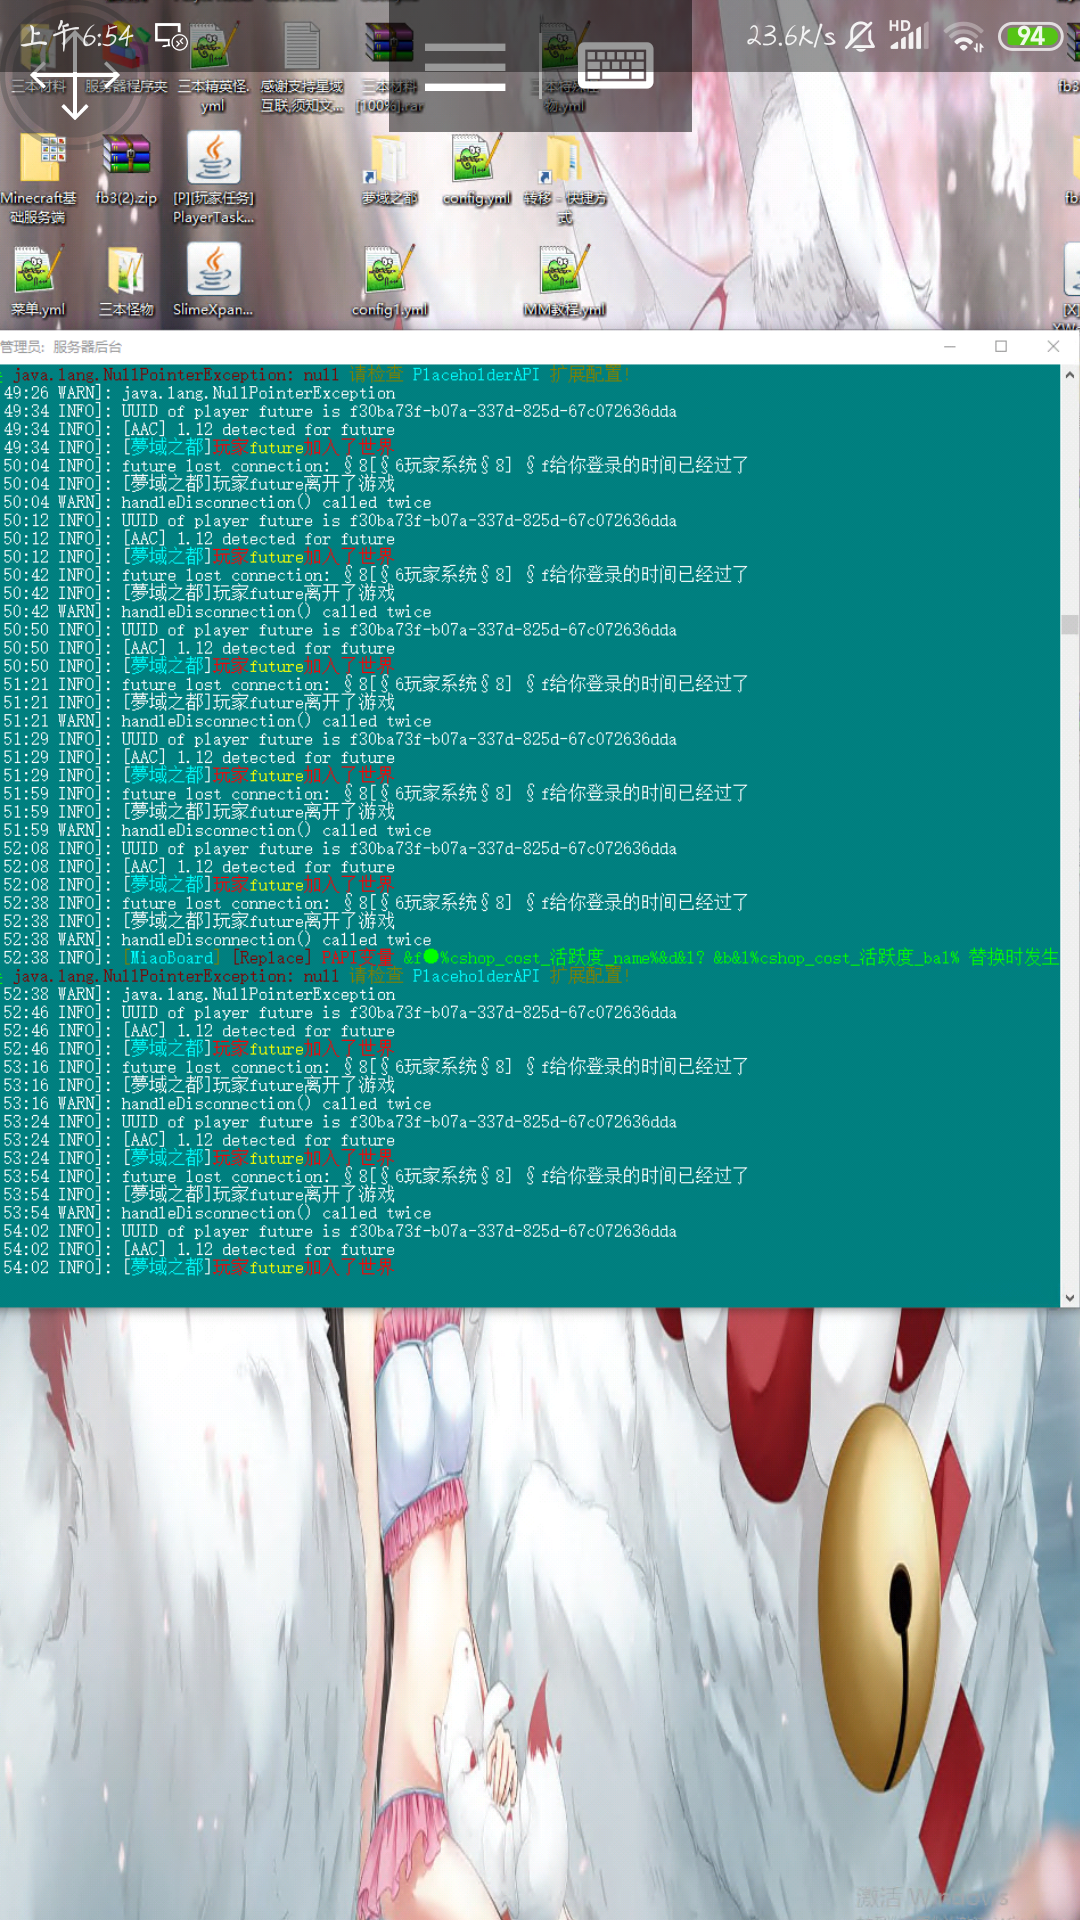 上午6:54
23.6k/s
HD
94
三本材料
服务器程序夹
三本精英怪.yml
感谢支持星域互联,须知文...
三本材料[100%].rar
fb3
Minecraft基础服务端
fb3(2).zip
[P][玩家任务]PlayerTask...
夢域之都
config.yml
转移 - 快捷方式
菜单.yml
三本怪物
SlimeXpan...
config1.yml
MM教程.yml
管理员: 服务器后台
java.lang.NullPointerException: null 请检查 PlaceholderAPI 扩展配置!
49:26 WARN]: java.lang.NullPointerException
49:34 INFO]: UUID of player future is f30ba73f-b07a-337d-825d-67c072636dda
49:34 INFO]: [AAC] 1.12 detected for future
49:34 INFO]: [夢域之都]玩家future加入了世界
50:04 INFO]: future lost connection: §8[§6玩家系统§8] §f给你登录的时间已经过了
50:04 INFO]: [夢域之都]玩家future离开了游戏
50:04 WARN]: handleDisconnection() called twice
50:12 INFO]: UUID of player future is f30ba73f-b07a-337d-825d-67c072636dda
50:12 INFO]: [AAC] 1.12 detected for future
50:12 INFO]: [夢域之都]玩家future加入了世界
50:42 INFO]: future lost connection: §8[§6玩家系统§8] §f给你登录的时间已经过了
50:42 INFO]: [夢域之都]玩家future离开了游戏
50:42 WARN]: handleDisconnection() called twice
50:50 INFO]: UUID of player future is f30ba73f-b07a-337d-825d-67c072636dda
50:50 INFO]: [AAC] 1.12 detected for future
50:50 INFO]: [夢域之都]玩家future加入了世界
51:21 INFO]: future lost connection: §8[§6玩家系统§8] §f给你登录的时间已经过了
51:21 INFO]: [夢域之都]玩家future离开了游戏
51:21 WARN]: handleDisconnection() called twice
51:29 INFO]: UUID of player future is f30ba73f-b07a-337d-825d-67c072636dda
51:29 INFO]: [AAC] 1.12 detected for future
51:29 INFO]: [夢域之都]玩家future加入了世界
51:59 INFO]: future lost connection: §8[§6玩家系统§8] §f给你登录的时间已经过了
51:59 INFO]: [夢域之都]玩家future离开了游戏
51:59 WARN]: handleDisconnection() called twice
52:08 INFO]: UUID of player future is f30ba73f-b07a-337d-825d-67c072636dda
52:08 INFO]: [AAC] 1.12 detected for future
52:08 INFO]: [夢域之都]玩家future加入了世界
52:38 INFO]: future lost connection: §8[§6玩家系统§8] §f给你登录的时间已经过了
52:38 INFO]: [夢域之都]玩家future离开了游戏
52:38 WARN]: handleDisconnection() called twice
52:38 INFO]: [MiaoBoard] [Replace] PAPI变量 &f●%cshop_cost_活跃度_name%&d&l? &b&l%cshop_cost_活跃度_bal% 替换时发生
java.lang.NullPointerException: null 请检查 PlaceholderAPI 扩展配置!
52:38 WARN]: java.lang.NullPointerException
52:46 INFO]: UUID of player future is f30ba73f-b07a-337d-825d-67c072636dda
52:46 INFO]: [AAC] 1.12 detected for future
52:46 INFO]: [夢域之都]玩家future加入了世界
53:16 INFO]: future lost connection: §8[§6玩家系统§8] §f给你登录的时间已经过了
53:16 INFO]: [夢域之都]玩家future离开了游戏
53:16 WARN]: handleDisconnection() called twice
53:24 INFO]: UUID of player future is f30ba73f-b07a-337d-825d-67c072636dda
53:24 INFO]: [AAC] 1.12 detected for future
53:24 INFO]: [夢域之都]玩家future加入了世界
53:54 INFO]: future lost connection: §8[§6玩家系统§8] §f给你登录的时间已经过了
53:54 INFO]: [夢域之都]玩家future离开了游戏
53:54 WARN]: handleDisconnection() called twice
54:02 INFO]: UUID of player future is f30ba73f-b07a-337d-825d-67c072636dda
54:02 INFO]: [AAC] 1.12 detected for future
54:02 INFO]: [夢域之都]玩家future加入了世界
激活 Windows